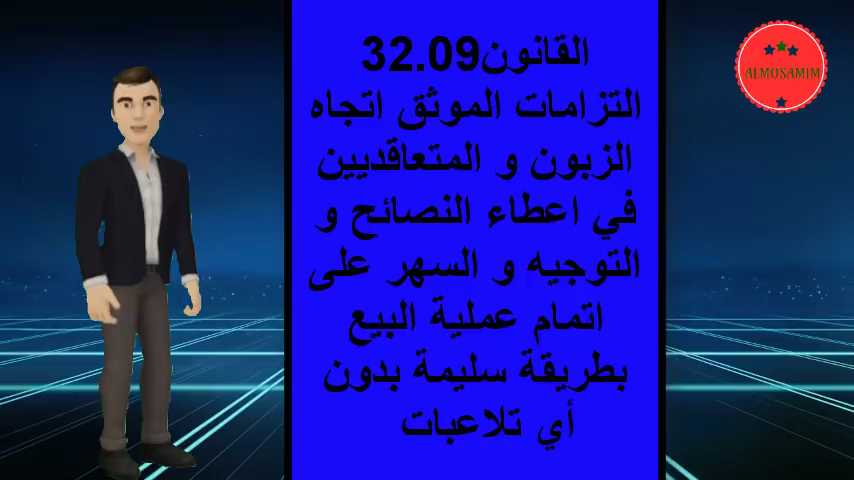 القانون32.09
التزامات الموثق اتجاه
الزبون و المتعاقديين
في اعطاء النصائح و
التوجيه و السهر على
اتمام عملية البيع
بطريقة سليمة بدون
أي تلاعبات
ALMOSAMIM